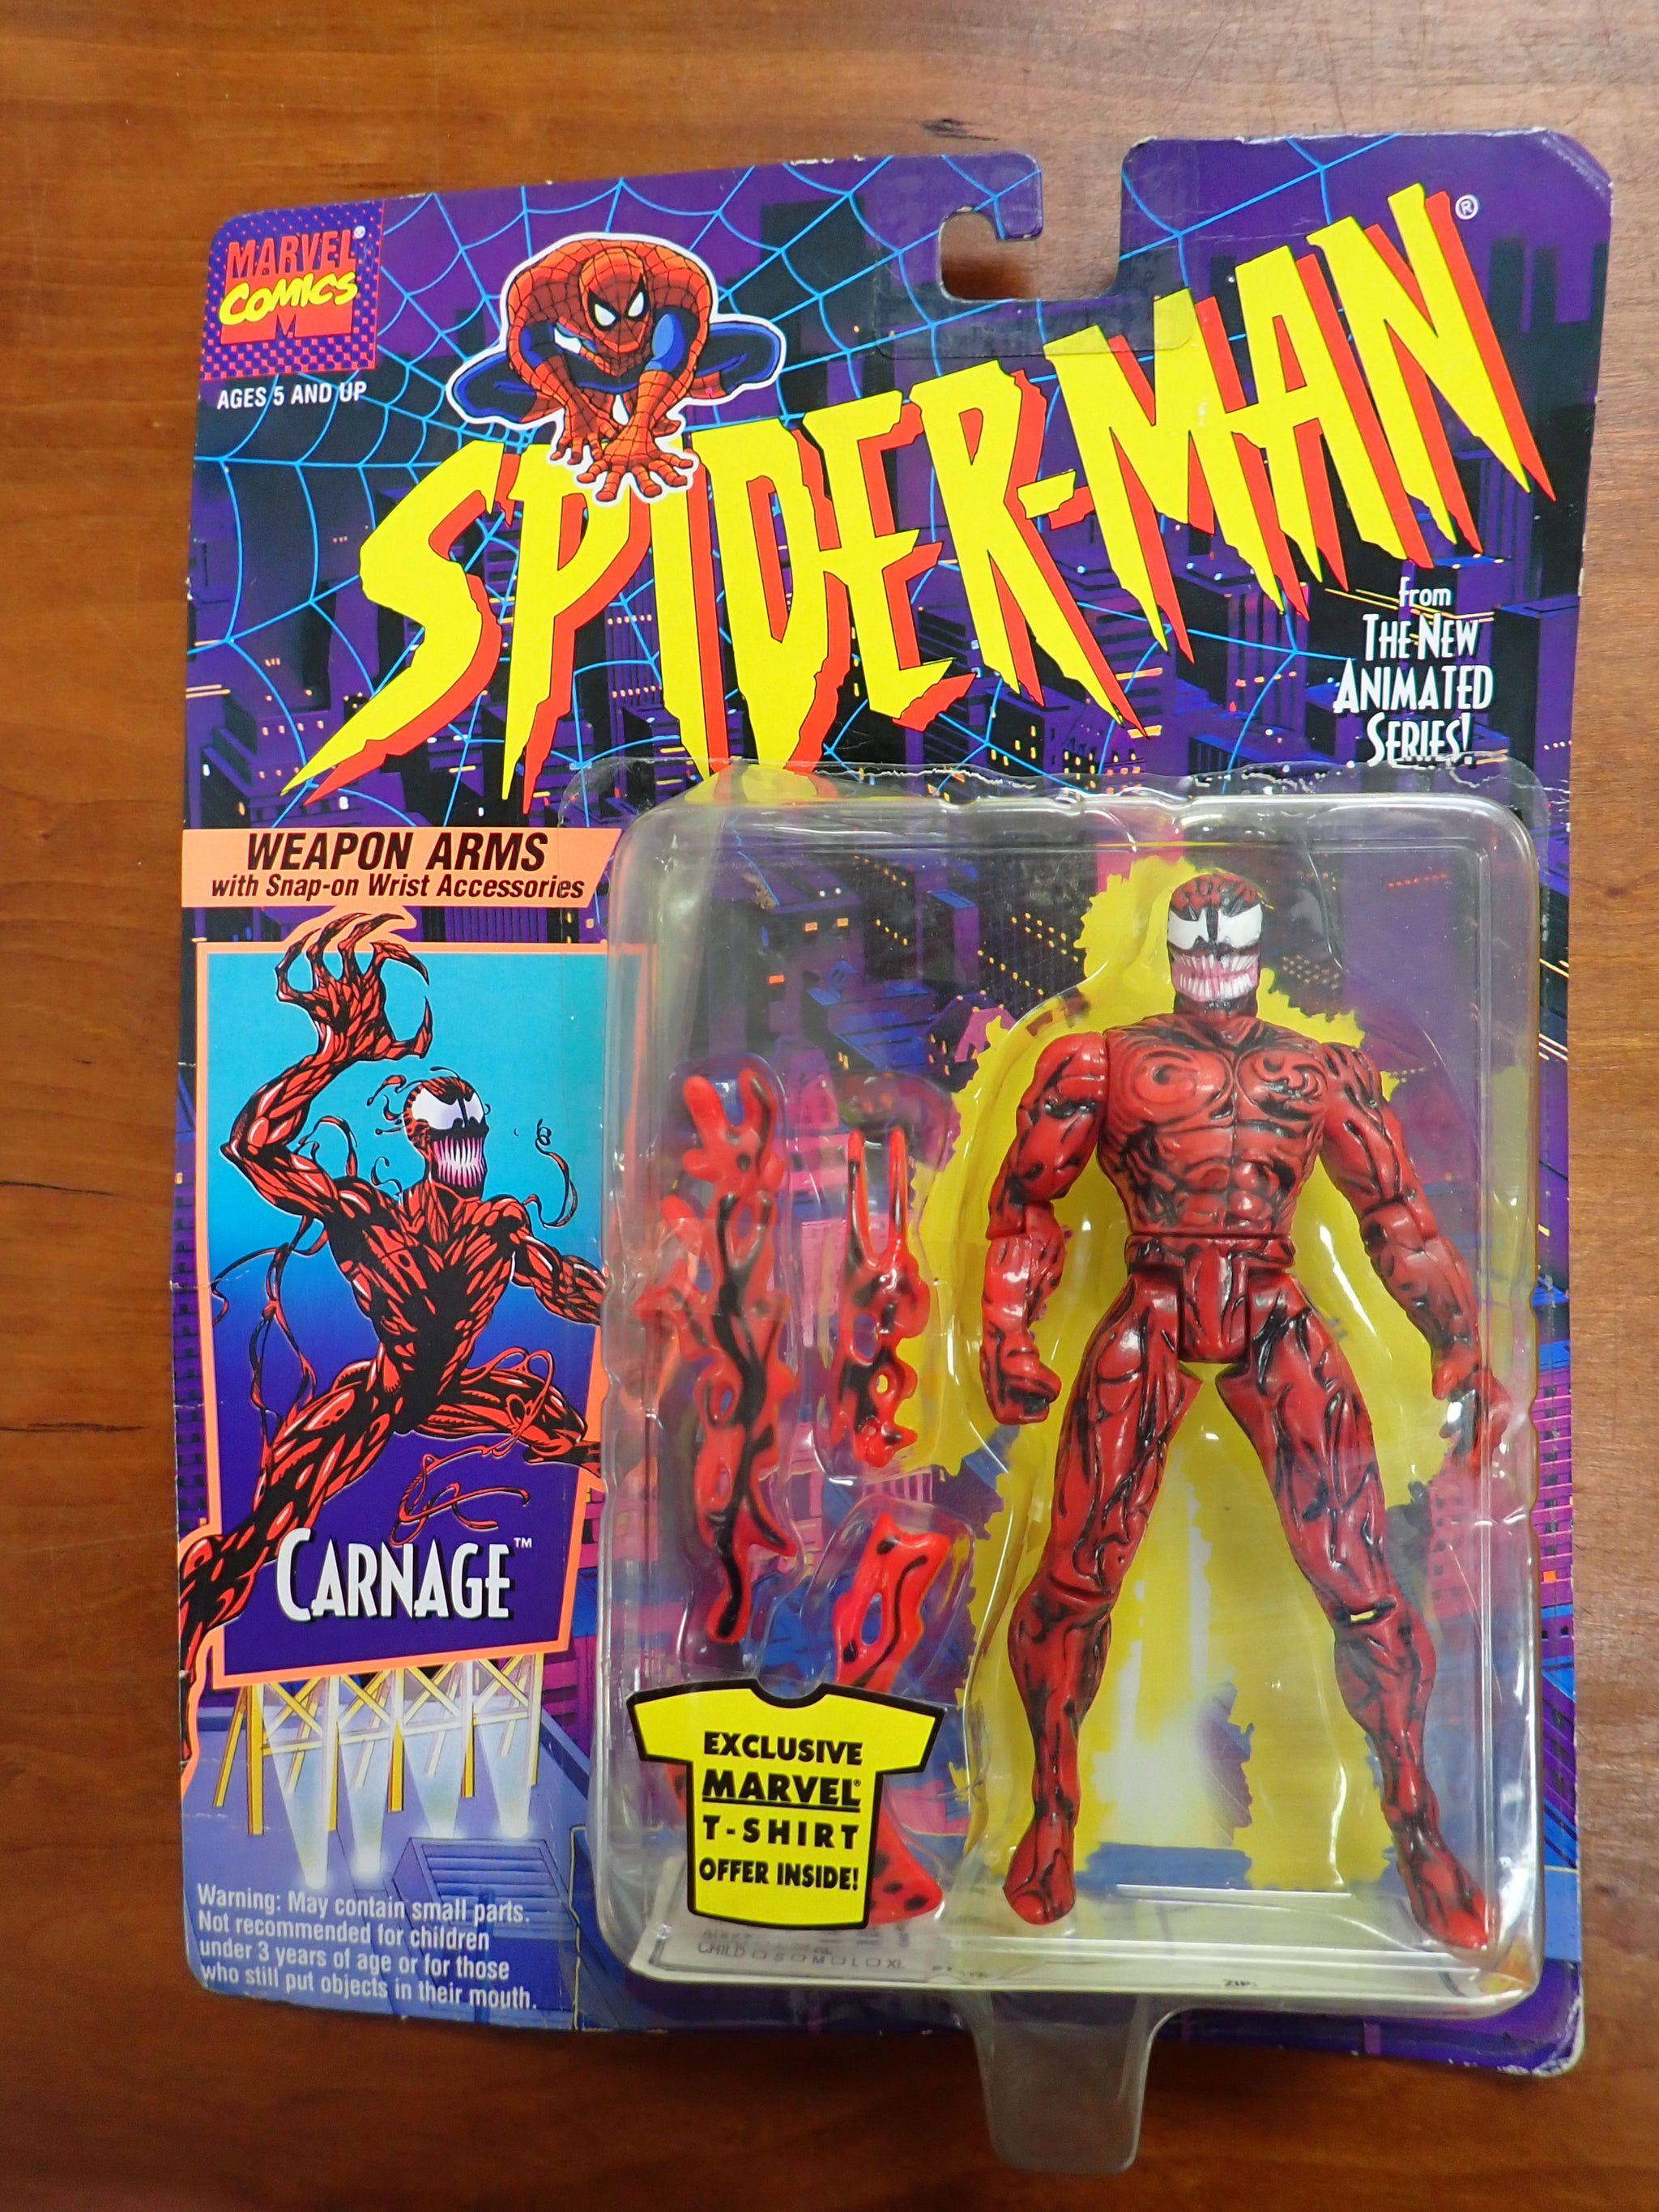 MARVEL®
COMICS
AGES 5 AND UP
SPIDER-MAN®
From
THE NEW
ANIMATED
SERIES!
WEAPON ARMS
with Snap-on Wrist Accessories
CARNAGE™
EXCLUSIVE
MARVEL®
T-SHIRT
OFFER INSIDE!
CHILD S M L XL
Warning: May contain small parts.
Not recommended for children
under 3 years of age or for those
who still put objects in their mouth.